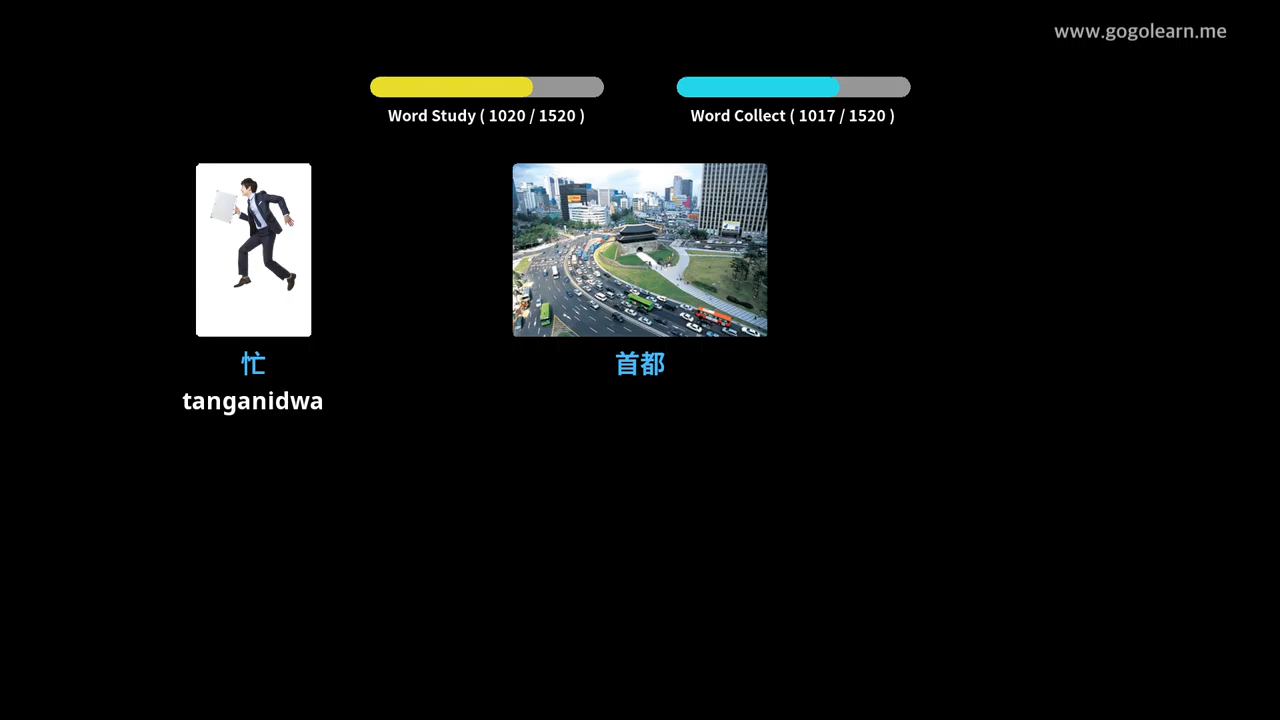 www.gogolearn.me
Word Study ( 1020 / 1520 )
Word Collect ( 1017 / 1520 )
忙
首都
tanganidwa